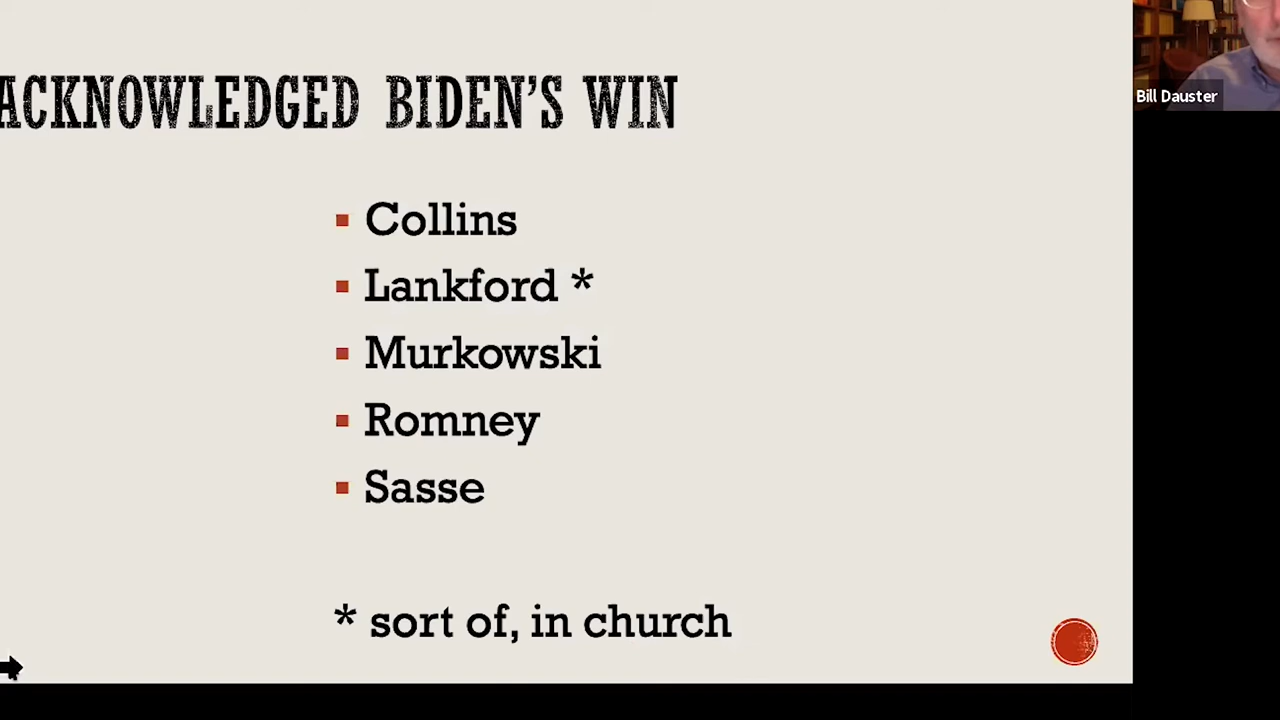 ACKNOWLEDGED BIDEN'S WIN
Bill Dauster
Collins
Lankford *
Murkowski
Romney
Sasse
* sort of, in church